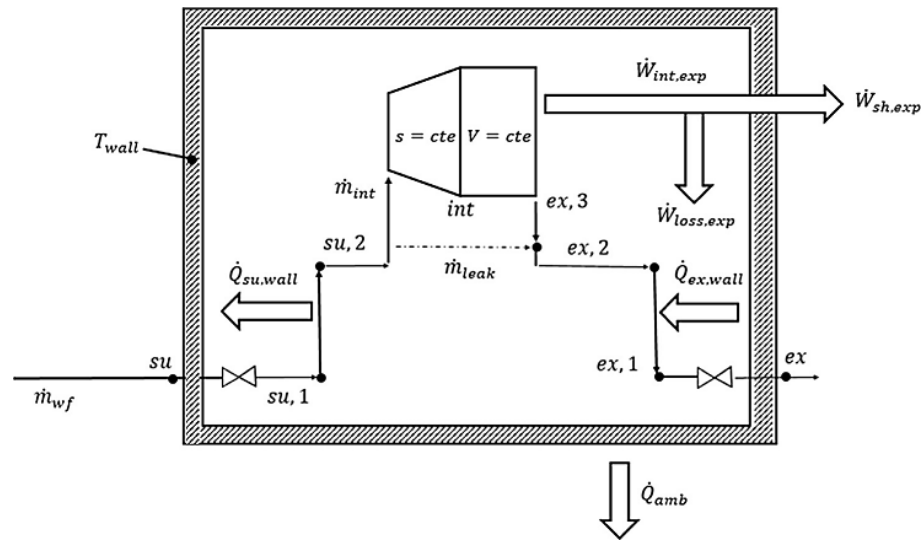 Ẇ_int,exp
Ẇ_sh,exp
T_wall
s = cte
V = cte
ṁ_int
int
ex, 3
Ẇ_loss,exp
su, 2
ṁ_leak
ex, 2
Q̇_su,wall
Q̇_ex,wall
su
su, 1
ex, 1
ex
ṁ_wf
Q̇_amb